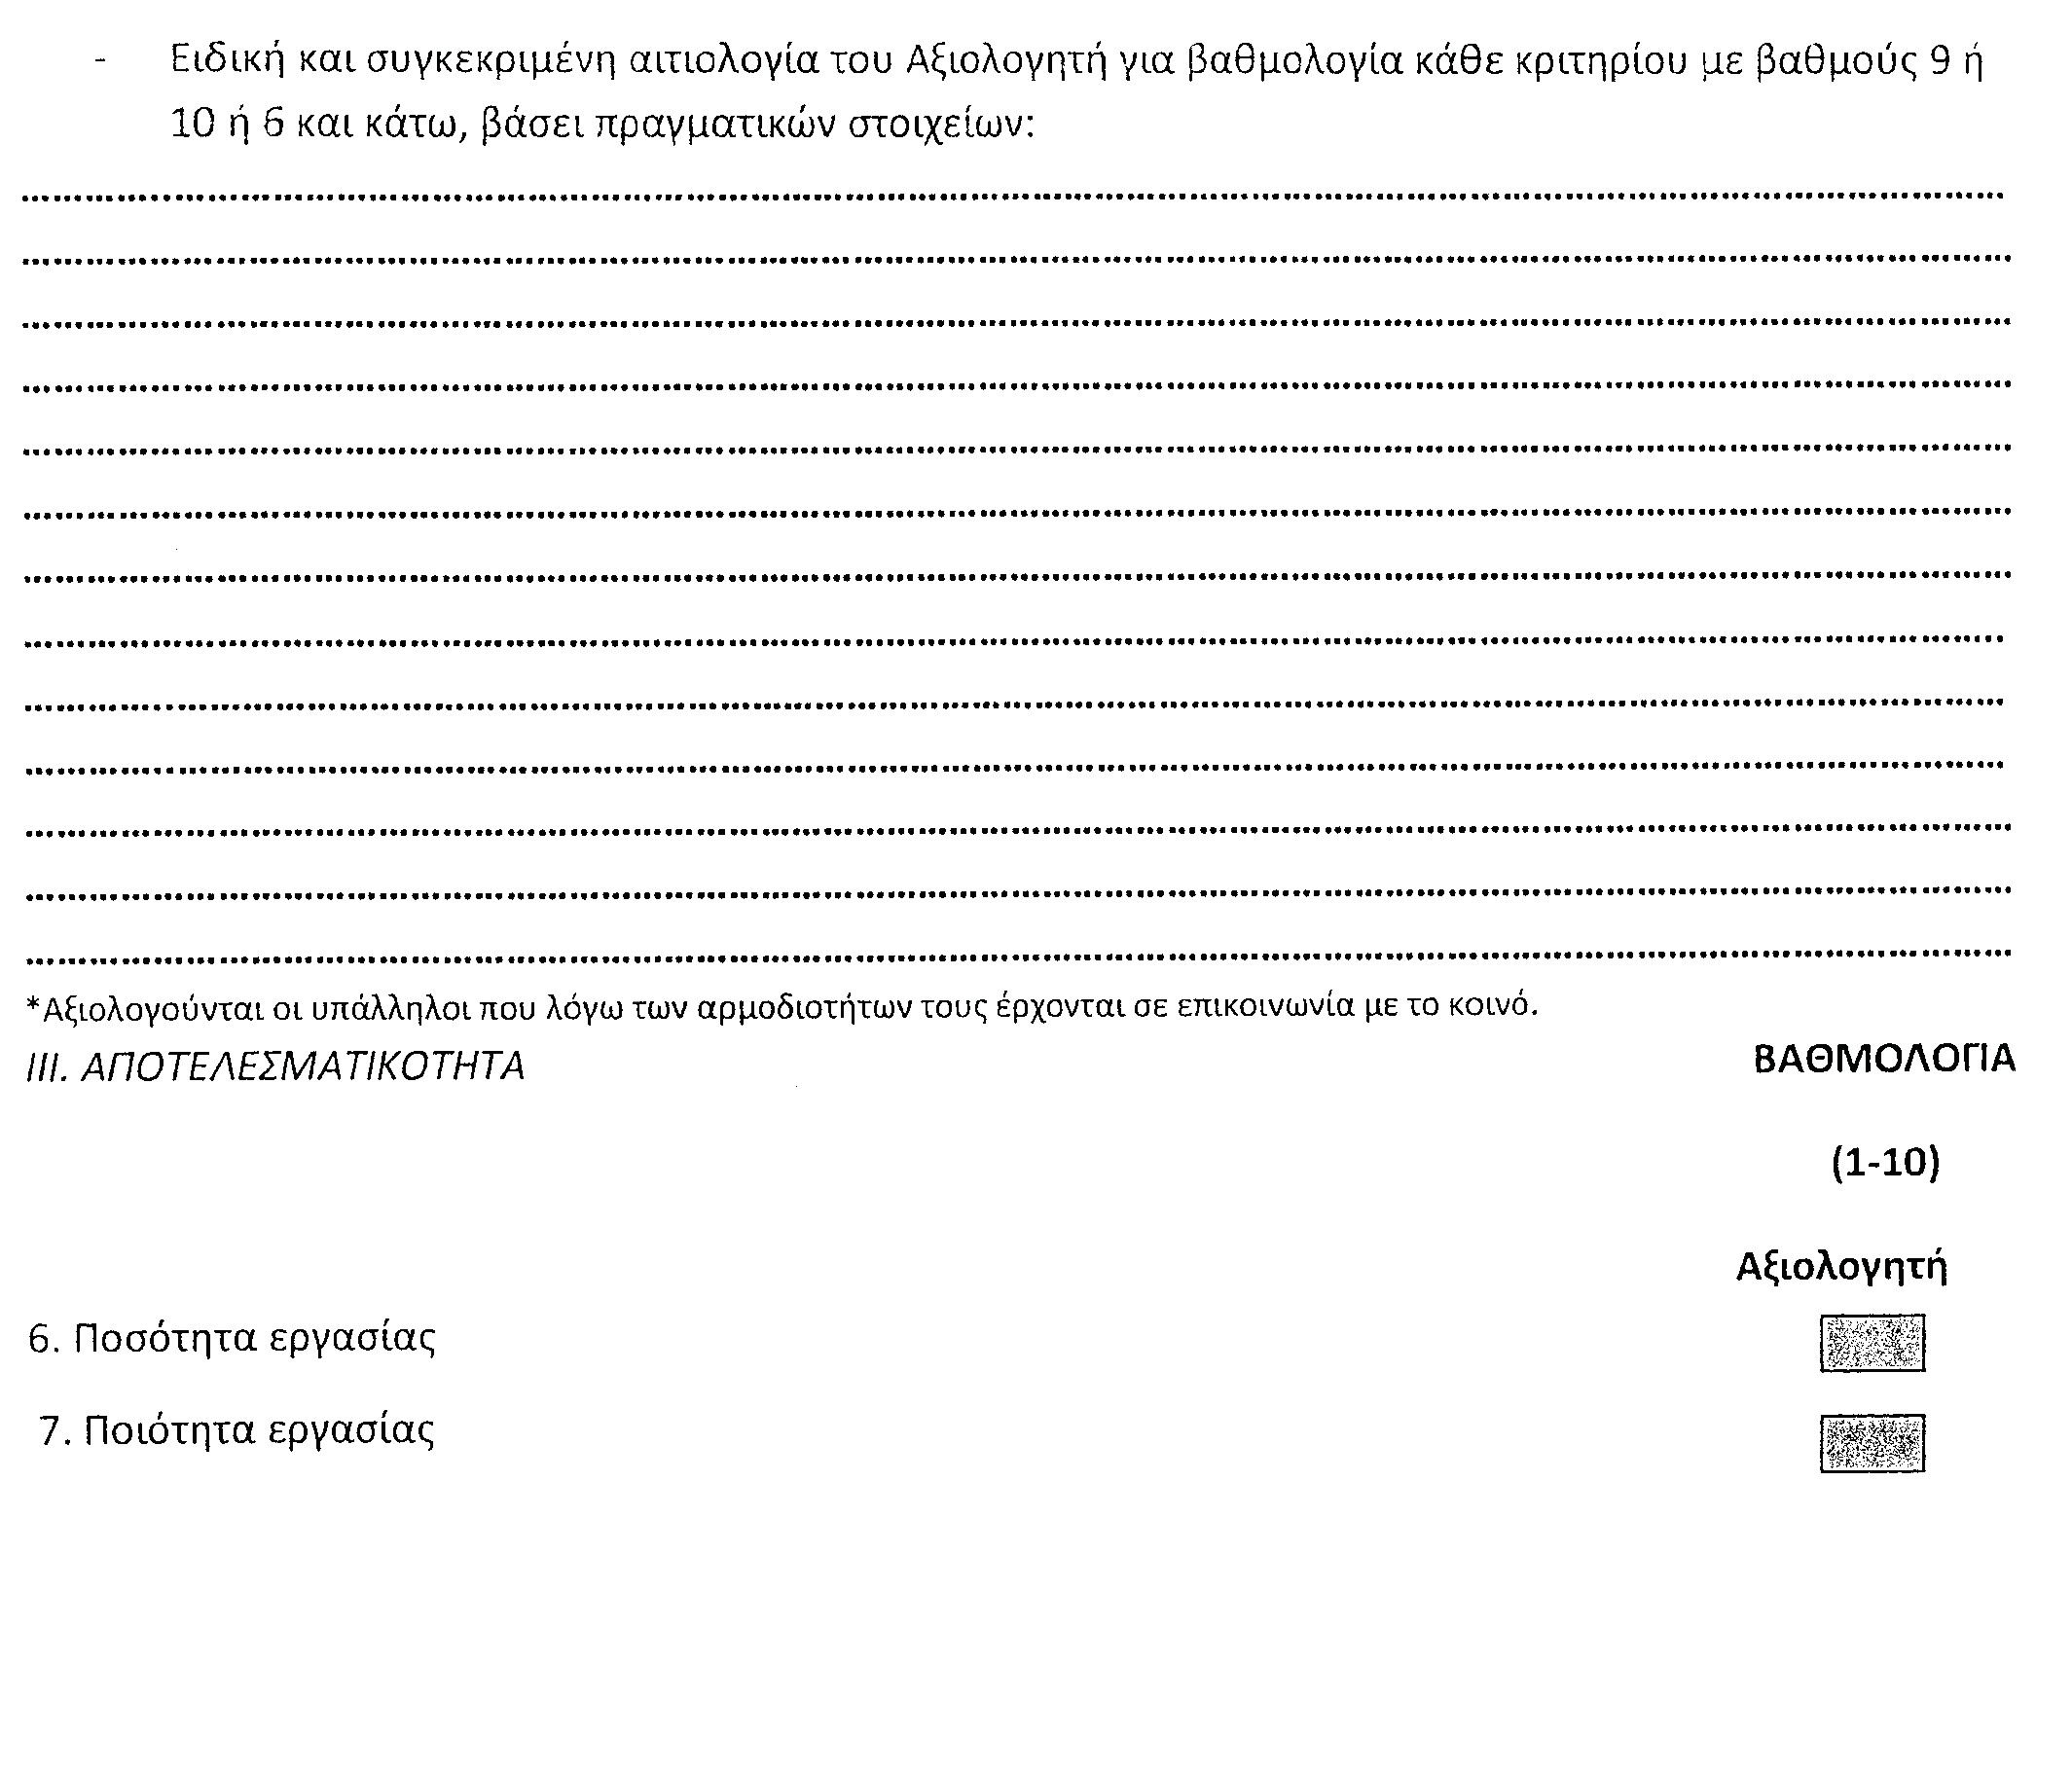 - Ειδική και συγκεκριμένη αιτιολογία του Αξιολογητή για βαθμολογία κάθε κριτηρίου με βαθμούς 9 ή
10 ή 6 και κάτω, βάσει πραγματικών στοιχείων:
*Αξιολογούνται οι υπάλληλοι που λόγω των αρμοδιοτήτων τους έρχονται σε επικοινωνία με το κοινό.
III. ΑΠΟΤΕΛΕΣΜΑΤΙΚΟΤΗΤΑ ΒΑΘΜΟΛΟΓΙΑ
(1-10)
Αξιολογητή
6. Ποσότητα εργασίας
7. Ποιότητα εργασίας